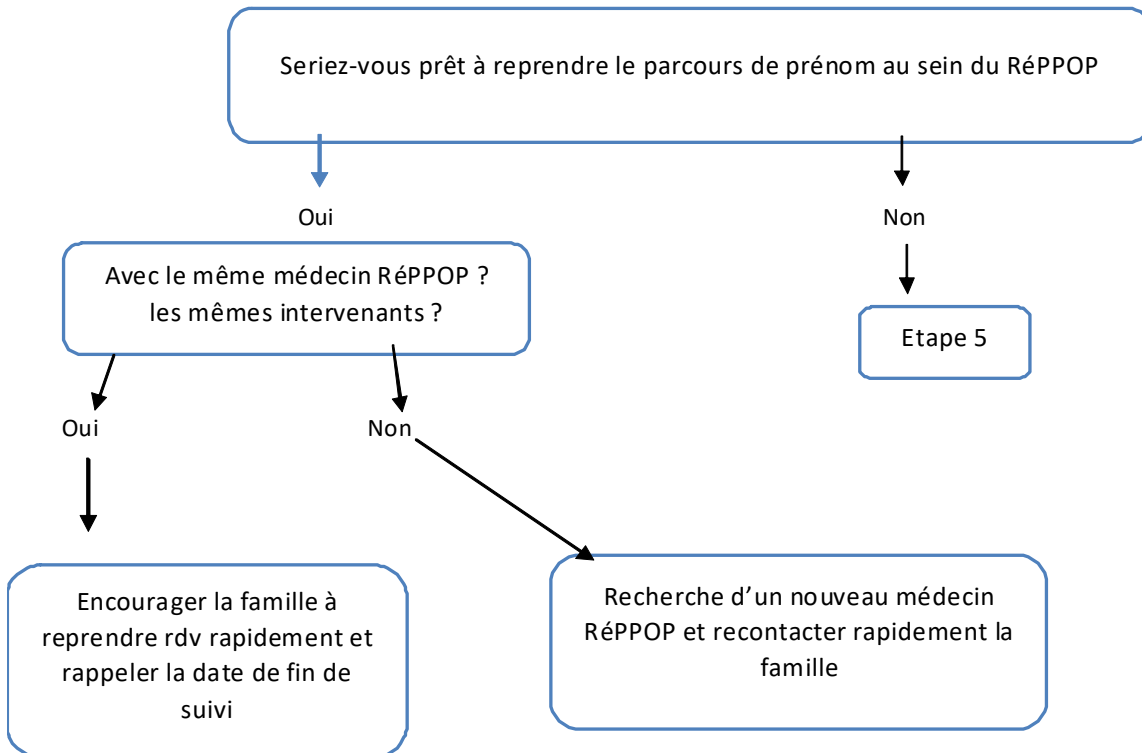 Seriez-vous prêt à reprendre le parcours de prénom au sein du RéPPOP
Oui
Non
Avec le même médecin RéPPOP ?
les mêmes intervenants ?
Etape 5
Oui
Non
Encourager la famille à
reprendre rdv rapidement et
rappeler la date de fin de
suivi
Recherche d’un nouveau médecin
RéPPOP et recontacter rapidement la
famille